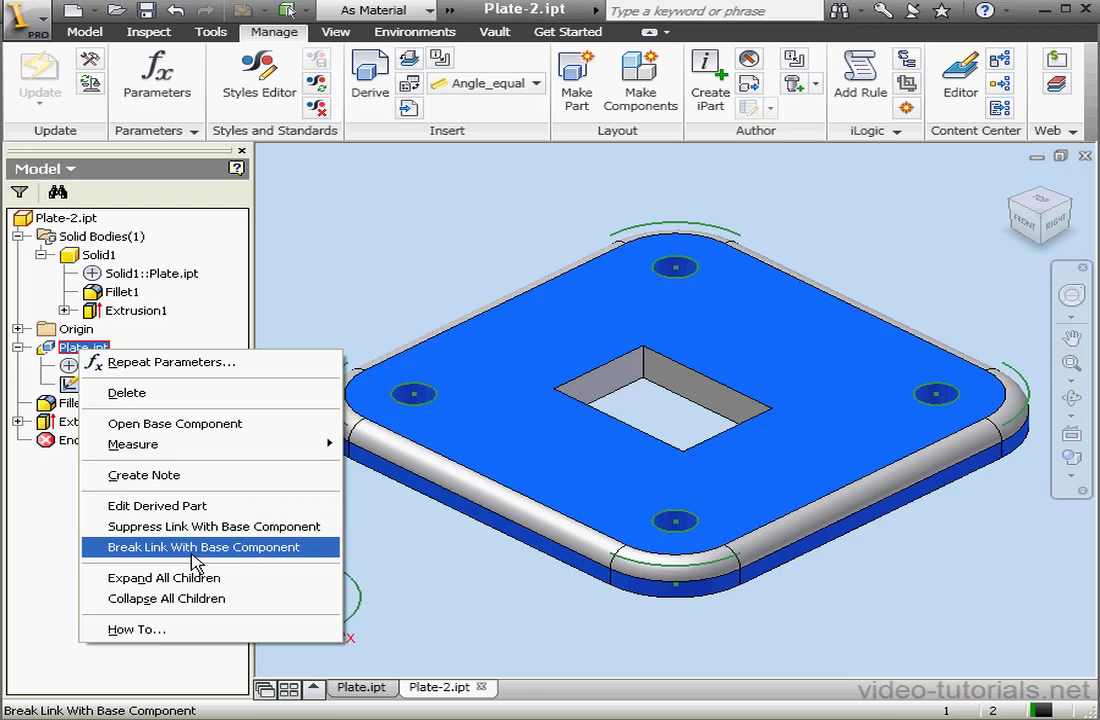 As Material
Plate-2.ipt
Type a keyword or phrase
PRO
Model
Inspect
Tools
Manage
View
Environments
Vault
Get Started
Update
Parameters
Styles Editor
Derive
Angle_equal
Make Part
Make Components
Create iPart
Add Rule
Editor
Update
Parameters
Styles and Standards
Insert
Layout
Author
iLogic
Content Center
Web
Model
Plate-2.ipt
Solid Bodies(1)
Solid1
Solid1::Plate.ipt
Fillet1
Extrusion1
Origin
Plate.ipt
Repeat Parameters...
Delete
Open Base Component
Measure
Create Note
Edit Derived Part
Suppress Link With Base Component
Break Link With Base Component
Expand All Children
Collapse All Children
How To...
TOP
FRONT
RIGHT
X
Plate.ipt
Plate-2.ipt
video-tutorials.net
Break Link With Base Component
1
2